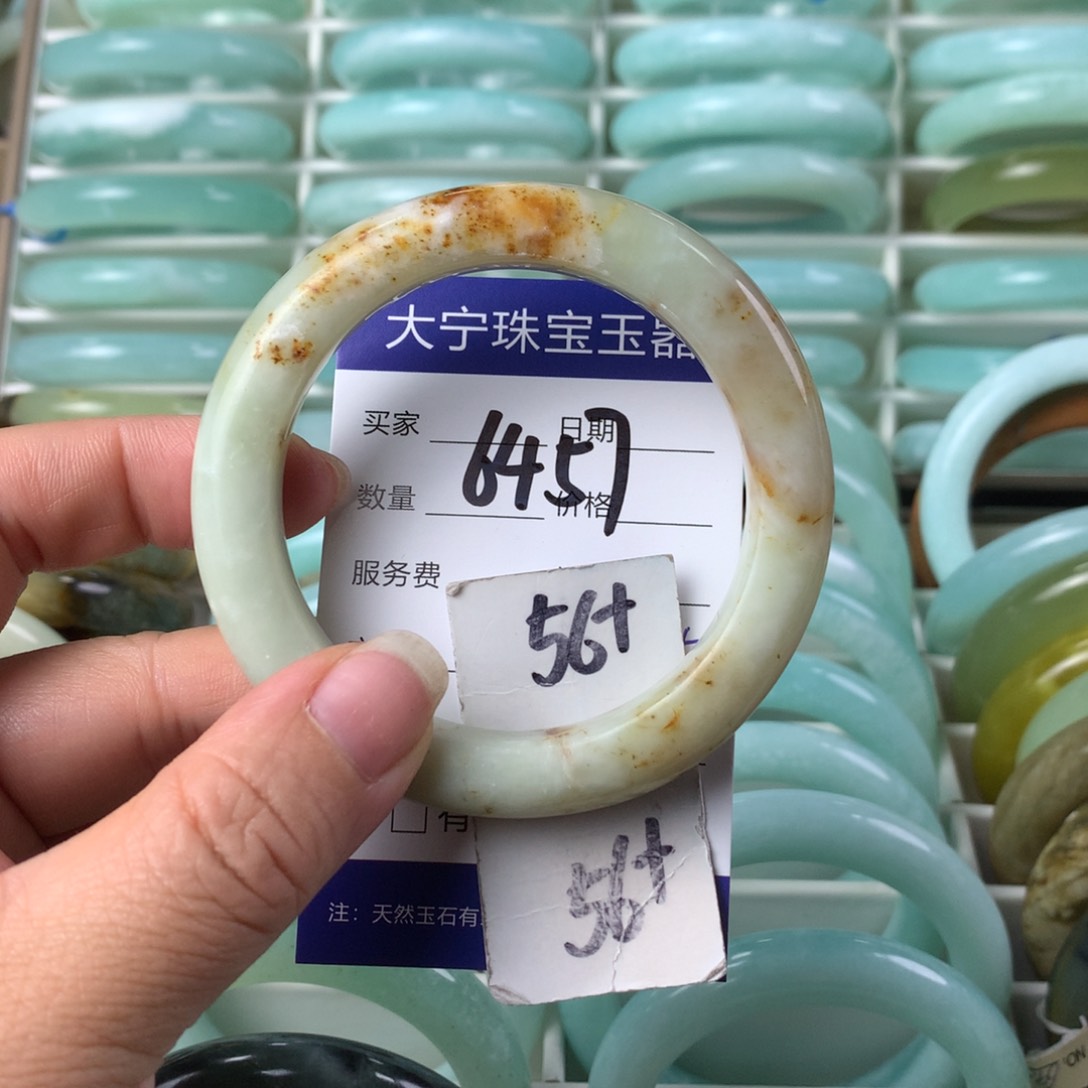 大宁珠宝玉器
买家 日期
6457
数量 价格
服务费
56+
有
注：天然玉石有
56+